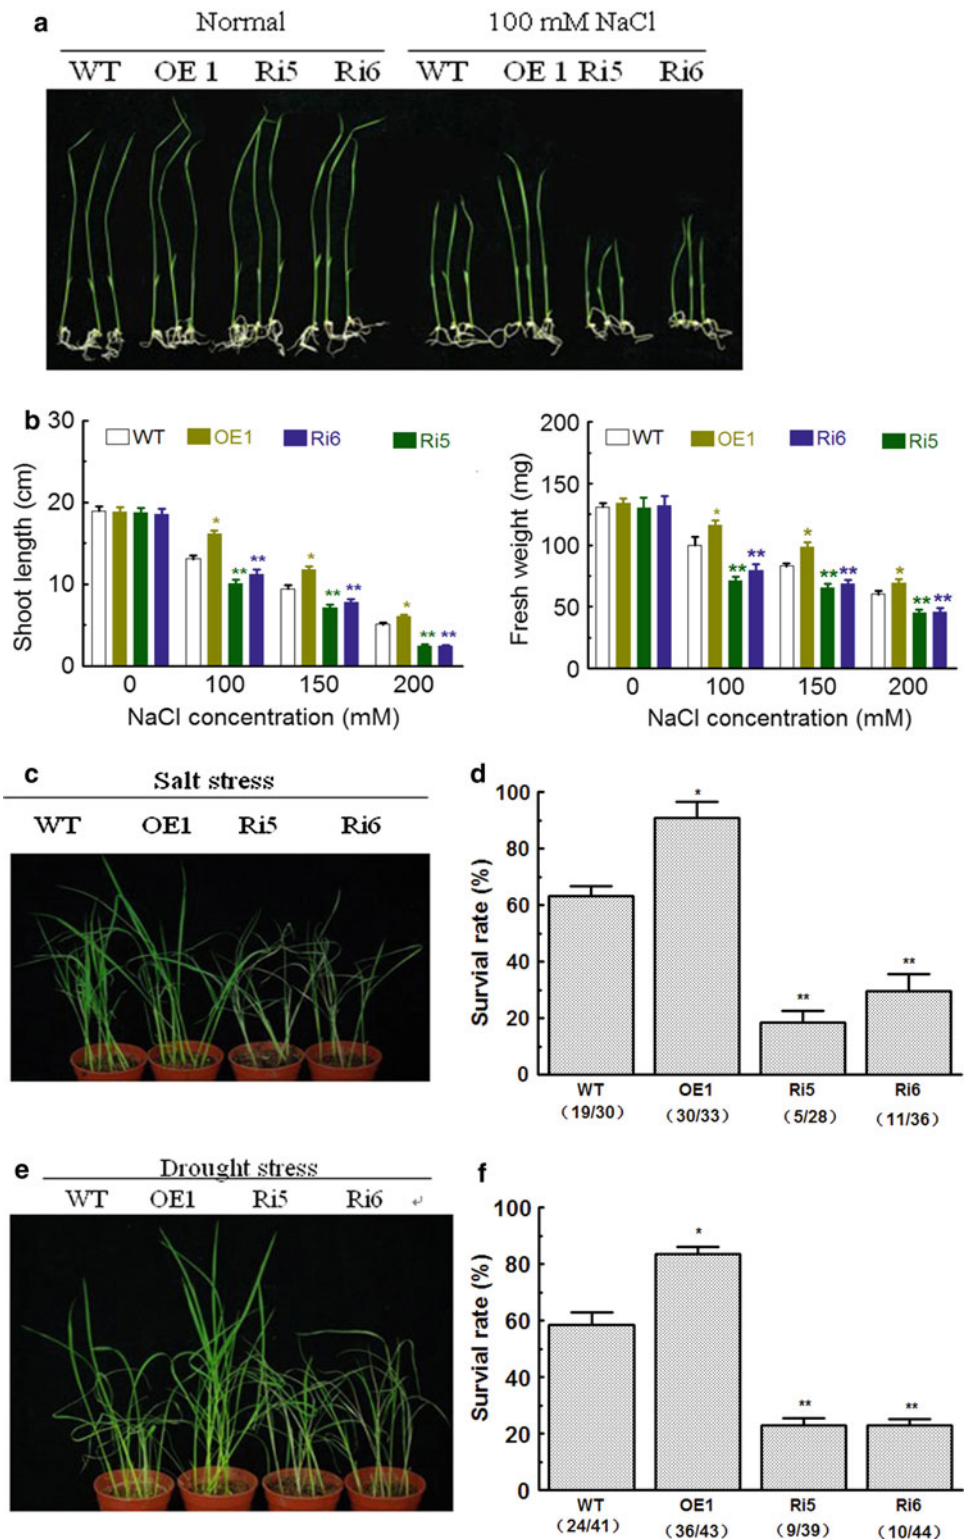 a
Normal
100 mM NaCl
WT OE 1 Ri5 Ri6 WT OE 1 Ri5 Ri6
b
30
20
10
0
Shoot length (cm)
WT OE1 Ri6 Ri5
* ** **
* ** **
* ** **
0 100 150 200
NaCl concentration (mM)
200
150
100
50
0
Fresh weight (mg)
WT OE1 Ri6 Ri5
* ** **
* ** **
* ** **
0 100 150 200
NaCl concentration (mM)
c
Salt stress
WT OE1 Ri5 Ri6
d
100
80
60
40
20
0
Survial rate (%)
* ** **
WT OE1 Ri5 Ri6
(19/30) (30/33) (5/28) (11/36)
e
Drought stress
WT OE1 Ri5 Ri6 ↵
f
100
80
60
40
20
0
Survial rate (%)
* ** **
WT OE1 Ri5 Ri6
(24/41) (36/43) (9/39) (10/44)